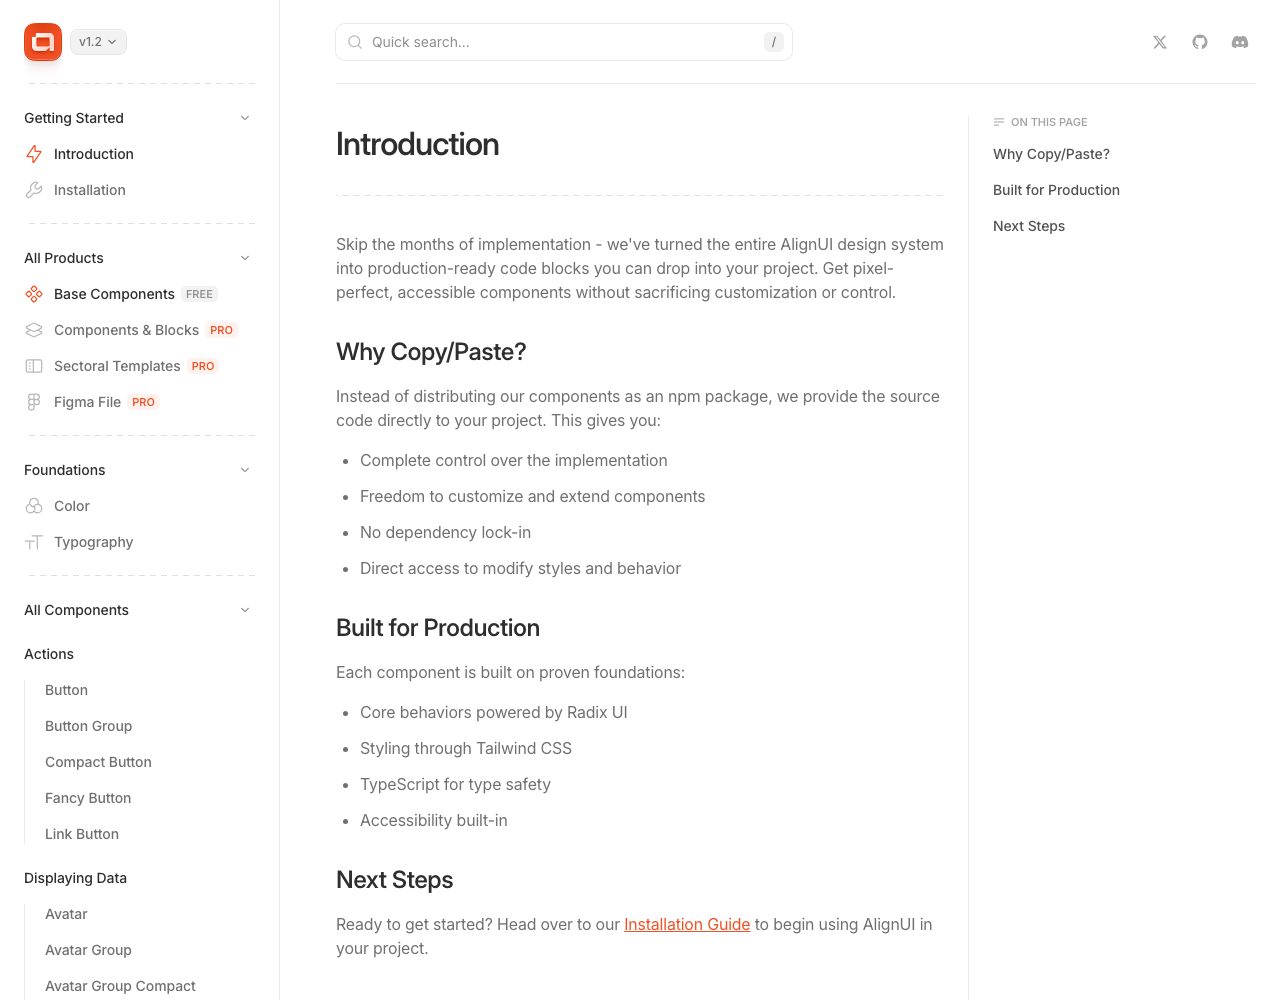 v1.2
Quick search...
/
Getting Started
Introduction
Installation
All Products
Base Components FREE
Components & Blocks PRO
Sectoral Templates PRO
Figma File PRO
Foundations
Color
Typography
All Components
Actions
Button
Button Group
Compact Button
Fancy Button
Link Button
Displaying Data
Avatar
Avatar Group
Avatar Group Compact
Introduction
Skip the months of implementation - we've turned the entire AlignUI design system
into production-ready code blocks you can drop into your project. Get pixel-
perfect, accessible components without sacrificing customization or control.
Why Copy/Paste?
Instead of distributing our components as an npm package, we provide the source
code directly to your project. This gives you:
• Complete control over the implementation
• Freedom to customize and extend components
• No dependency lock-in
• Direct access to modify styles and behavior
Built for Production
Each component is built on proven foundations:
• Core behaviors powered by Radix UI
• Styling through Tailwind CSS
• TypeScript for type safety
• Accessibility built-in
Next Steps
Ready to get started? Head over to our Installation Guide to begin using AlignUI in
your project.
ON THIS PAGE
Why Copy/Paste?
Built for Production
Next Steps